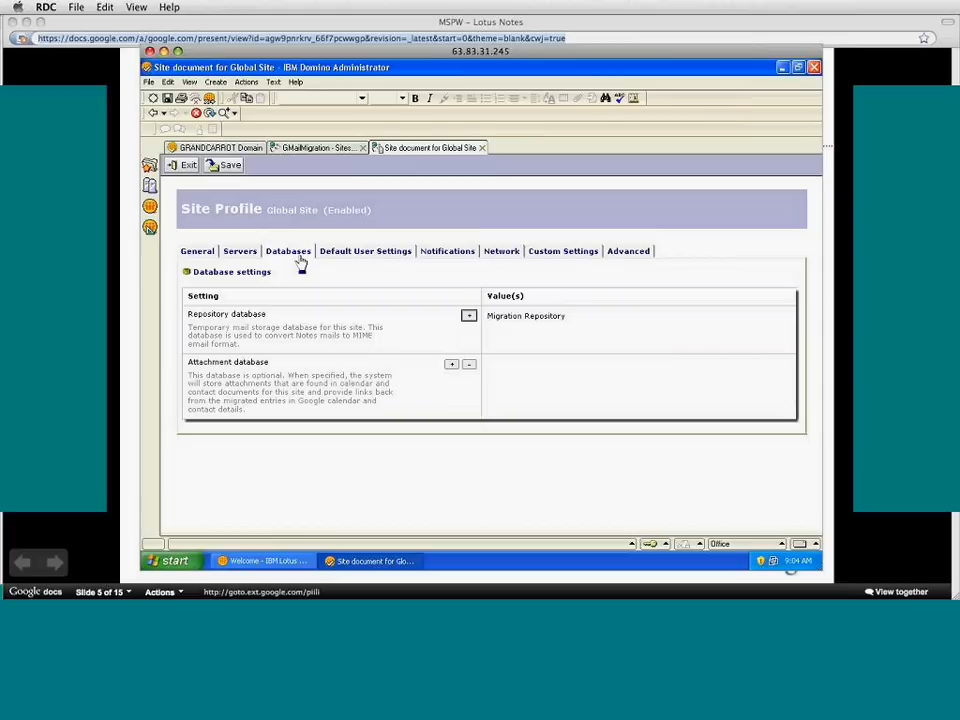 RDC File Edit View Help
MSPW - Lotus Notes
https://docs.google.com/a/google.com/present/view?id=agw9pnrkrv_66f7pcwwgp&revision=_latest&start=0&theme=blank&cwj=true
63.83.31.245
Site document for Global Site - IBM Domino Administrator
File Edit View Create Actions Text Help
B I
GRANDCARROT Domain GMailMigration - Sites... Site document for Global Site
Exit Save
Site Profile Global Site (Enabled)
General Servers Databases Default User Settings Notifications Network Custom Settings Advanced
Database settings
Setting Value(s)
Repository database + Migration Repository
Temporary mail storage database for this site. This
database is used to convert Notes mails to MIME
email format.
Attachment database + -
This database is optional. When specified, the system
will store attachments that are found in calendar and
contact documents for this site and provide links back
from the migrated entries in Google calendar and
contact details.
Office
start Welcome - IBM Lotus ... Site document for Glo... 9:04 AM
Google docs Slide 5 of 15 Actions http://goto.ext.google.com/piili View together